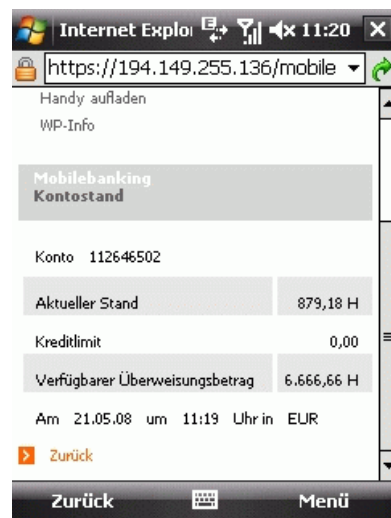 Internet Explor 11:20
https://194.149.255.136/mobile
Handy aufladen
WP-Info
Mobilebanking
Kontostand
Konto 112646502
Aktueller Stand 879,18 H
Kreditlimit 0,00
Verfügbarer Überweisungsbetrag 6.666,66 H
Am 21.05.08 um 11:19 Uhr in EUR
Zurück
Zurück Menü